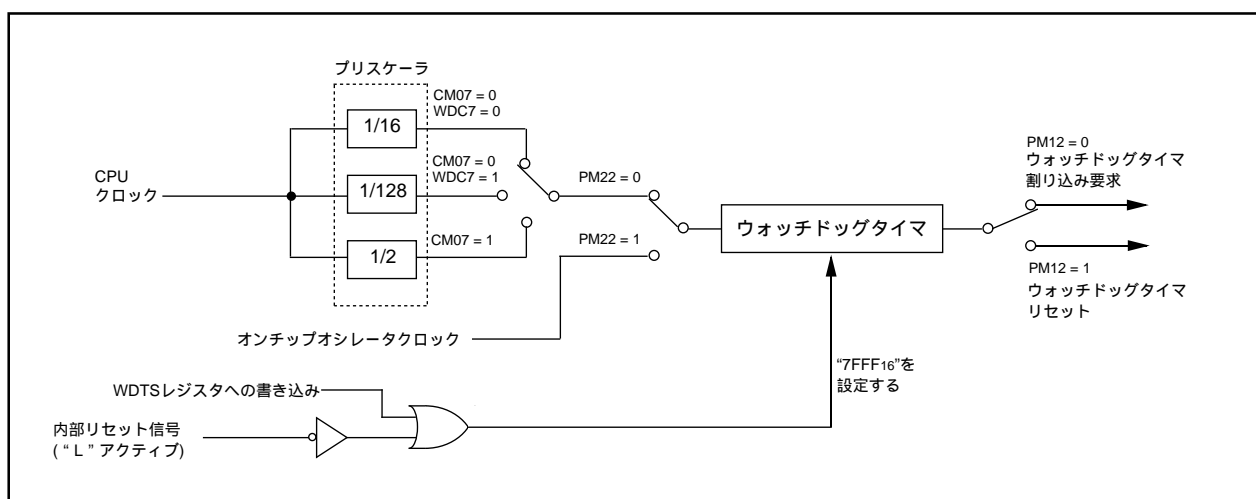 プリスケーラ
CM07 = 0
WDC7 = 0
1/16
CM07 = 0
WDC7 = 1
1/128
CM07 = 1
1/2
CPU
クロック
PM22 = 0
PM22 = 1
オンチップオシレータクロック
ウォッチドッグタイマ
PM12 = 0
ウォッチドッグタイマ
割り込み要求
PM12 = 1
ウォッチドッグタイマ
リセット
“7FFF16”を
設定する
WDTSレジスタへの書き込み
内部リセット信号
(“L”アクティブ)